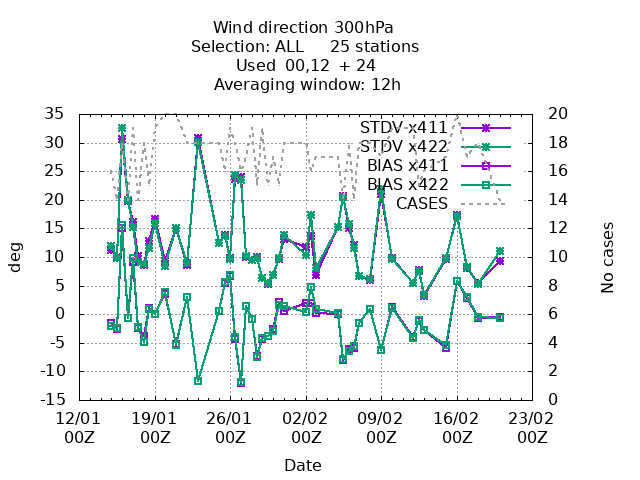 Wind direction 300hPa
Selection: ALL     25 stations
Used  00,12  + 24
Averaging window: 12h
35
30
25
20
15
10
5
0
-5
-10
-15
deg
20
18
16
14
12
10
8
6
4
2
0
No cases
STDV x411
STDV x422
BIAS x411
BIAS x422
CASES
12/01 19/01 26/01 02/02 09/02 16/02 23/02
00Z 00Z 00Z 00Z 00Z 00Z 00Z
Date